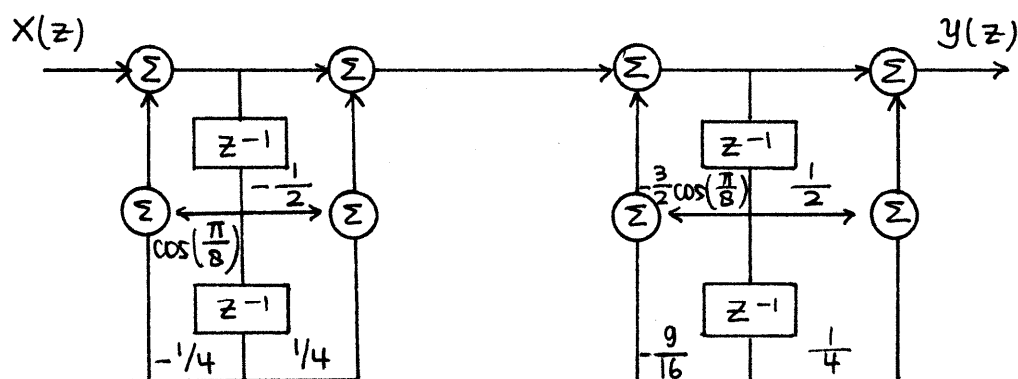 X(z)
Y(z)
Σ
Σ
Σ
Σ
z⁻¹
z⁻¹
-1/2
-3/2 cos(π/8)
1/2
Σ
Σ
Σ
Σ
cos(π/8)
z⁻¹
z⁻¹
-1/4
1/4
-9/16
1/4